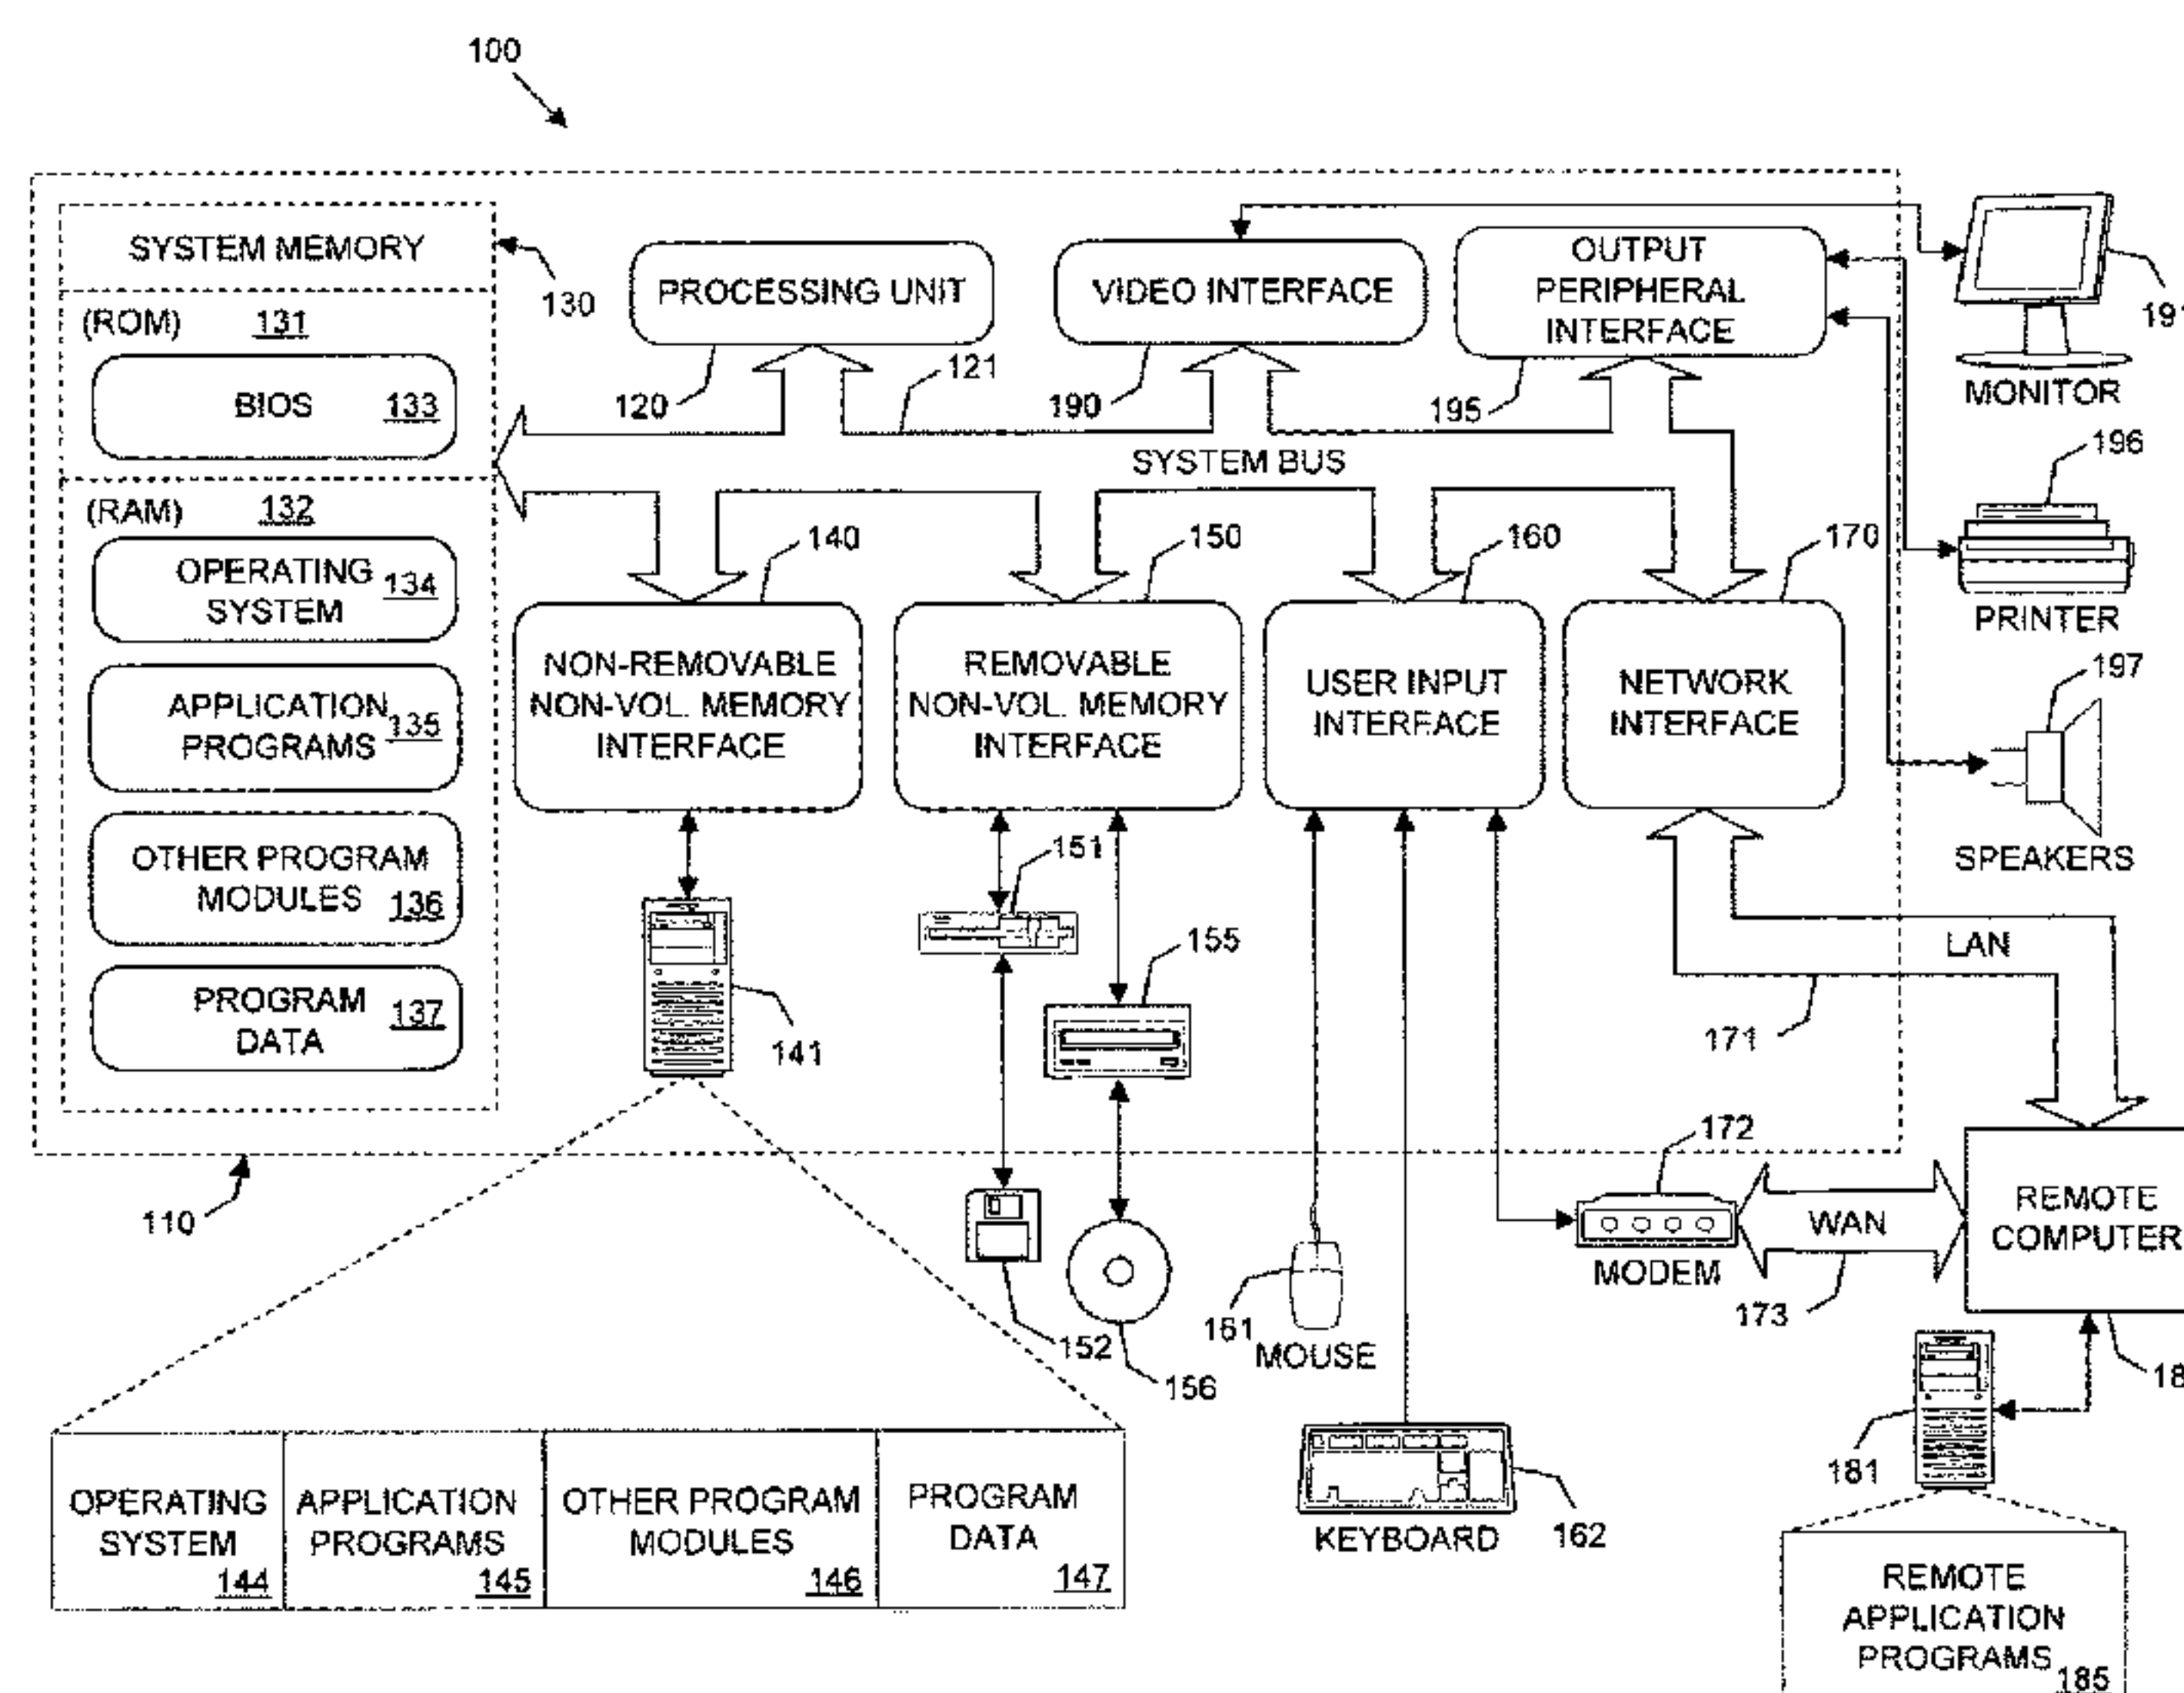 100
SYSTEM MEMORY
130
(ROM) 131
BIOS 133
(RAM) 132
OPERATING
SYSTEM 134
APPLICATION
PROGRAMS 135
OTHER PROGRAM
MODULES 136
PROGRAM
DATA 137
110
PROCESSING UNIT
120
121
VIDEO INTERFACE
190
OUTPUT
PERIPHERAL
INTERFACE
195
SYSTEM BUS
191
MONITOR
196
PRINTER
197
SPEAKERS
140
NON-REMOVABLE
NON-VOL. MEMORY
INTERFACE
150
REMOVABLE
NON-VOL. MEMORY
INTERFACE
160
USER INPUT
INTERFACE
170
NETWORK
INTERFACE
141
151
155
152
156
161
MOUSE
KEYBOARD
162
LAN
171
172
MODEM
WAN
173
REMOTE
COMPUTER
18
181
REMOTE
APPLICATION
PROGRAMS 185
OPERATING
SYSTEM
144
APPLICATION
PROGRAMS
145
OTHER PROGRAM
MODULES
146
PROGRAM
DATA
147